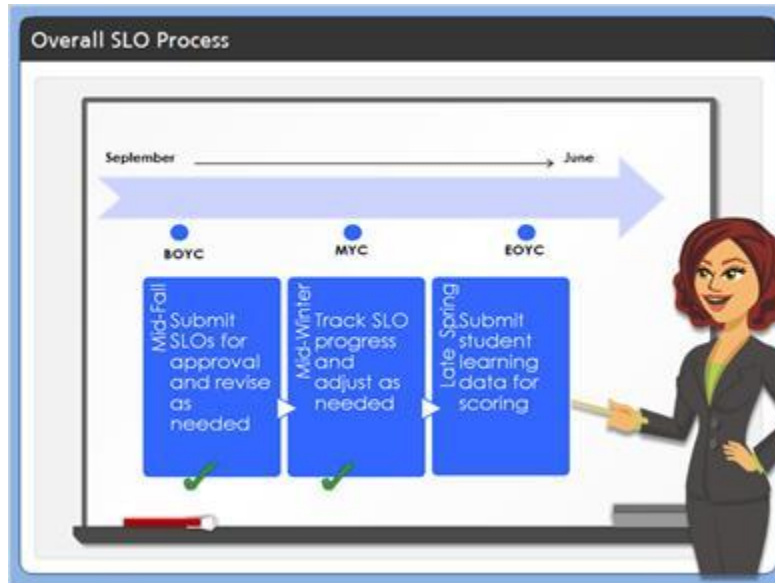 Overall SLO Process
September
June
BOYC
MYC
EOYC
Mid-Fall
Submit
SLOs for
approval
and revise
as
needed
Mid-Winter
Track SLO
progress
and
adjust as
needed
Late Spring
Submit
student
learning
data for
scoring